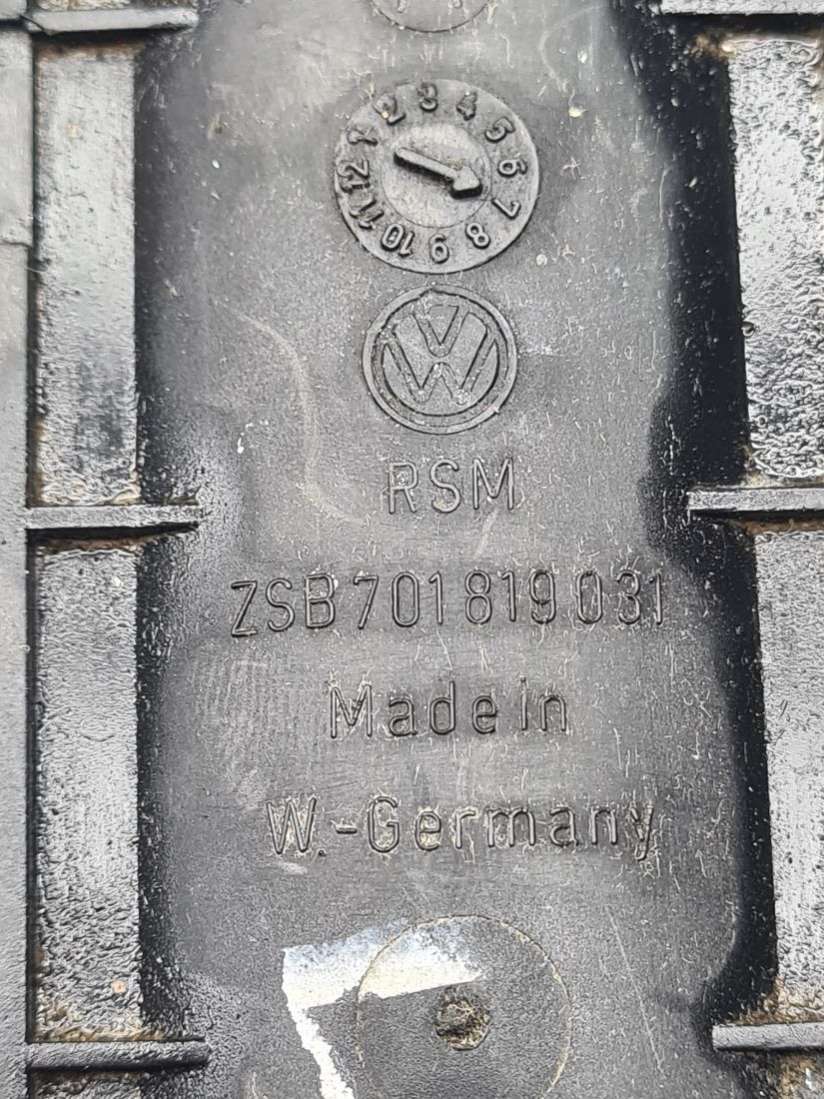 1 2 3 4 5 6 7 8 9 10 11 12
VW
RSM
ZSB 701 819 031
Made in
W.-Germany